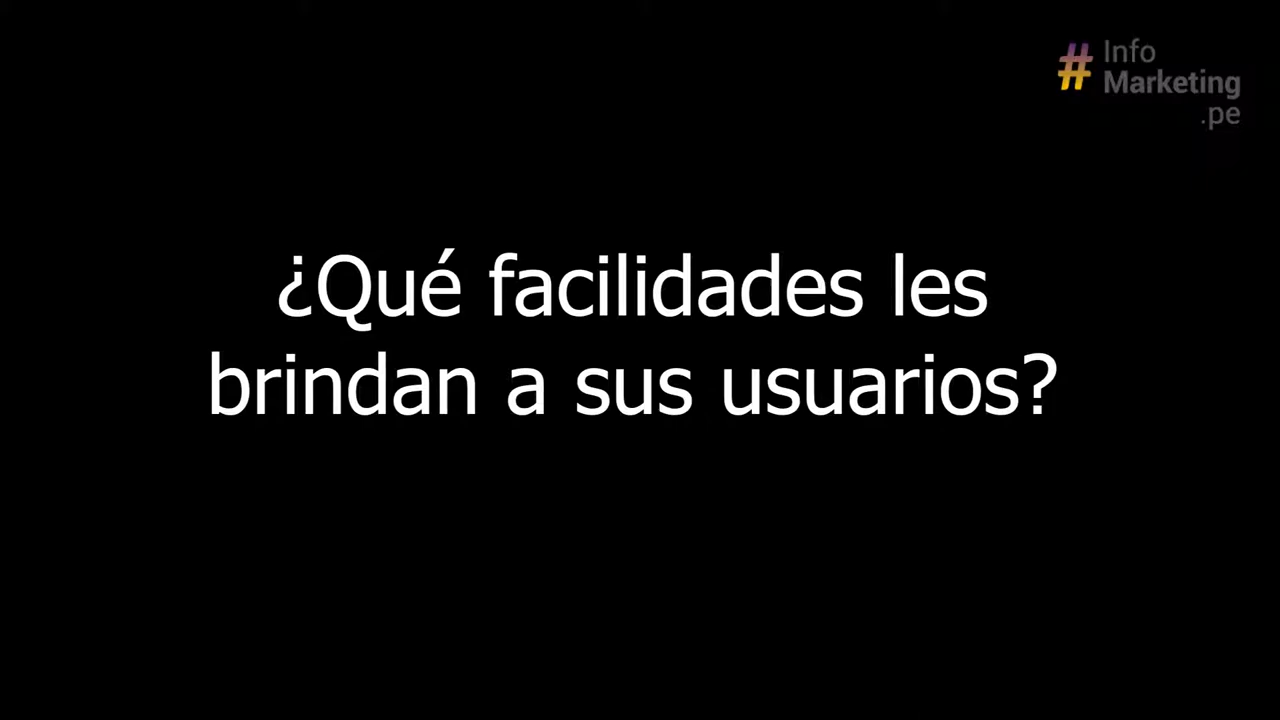 # Info
Marketing
.pe
¿Qué facilidades les
brindan a sus usuarios?